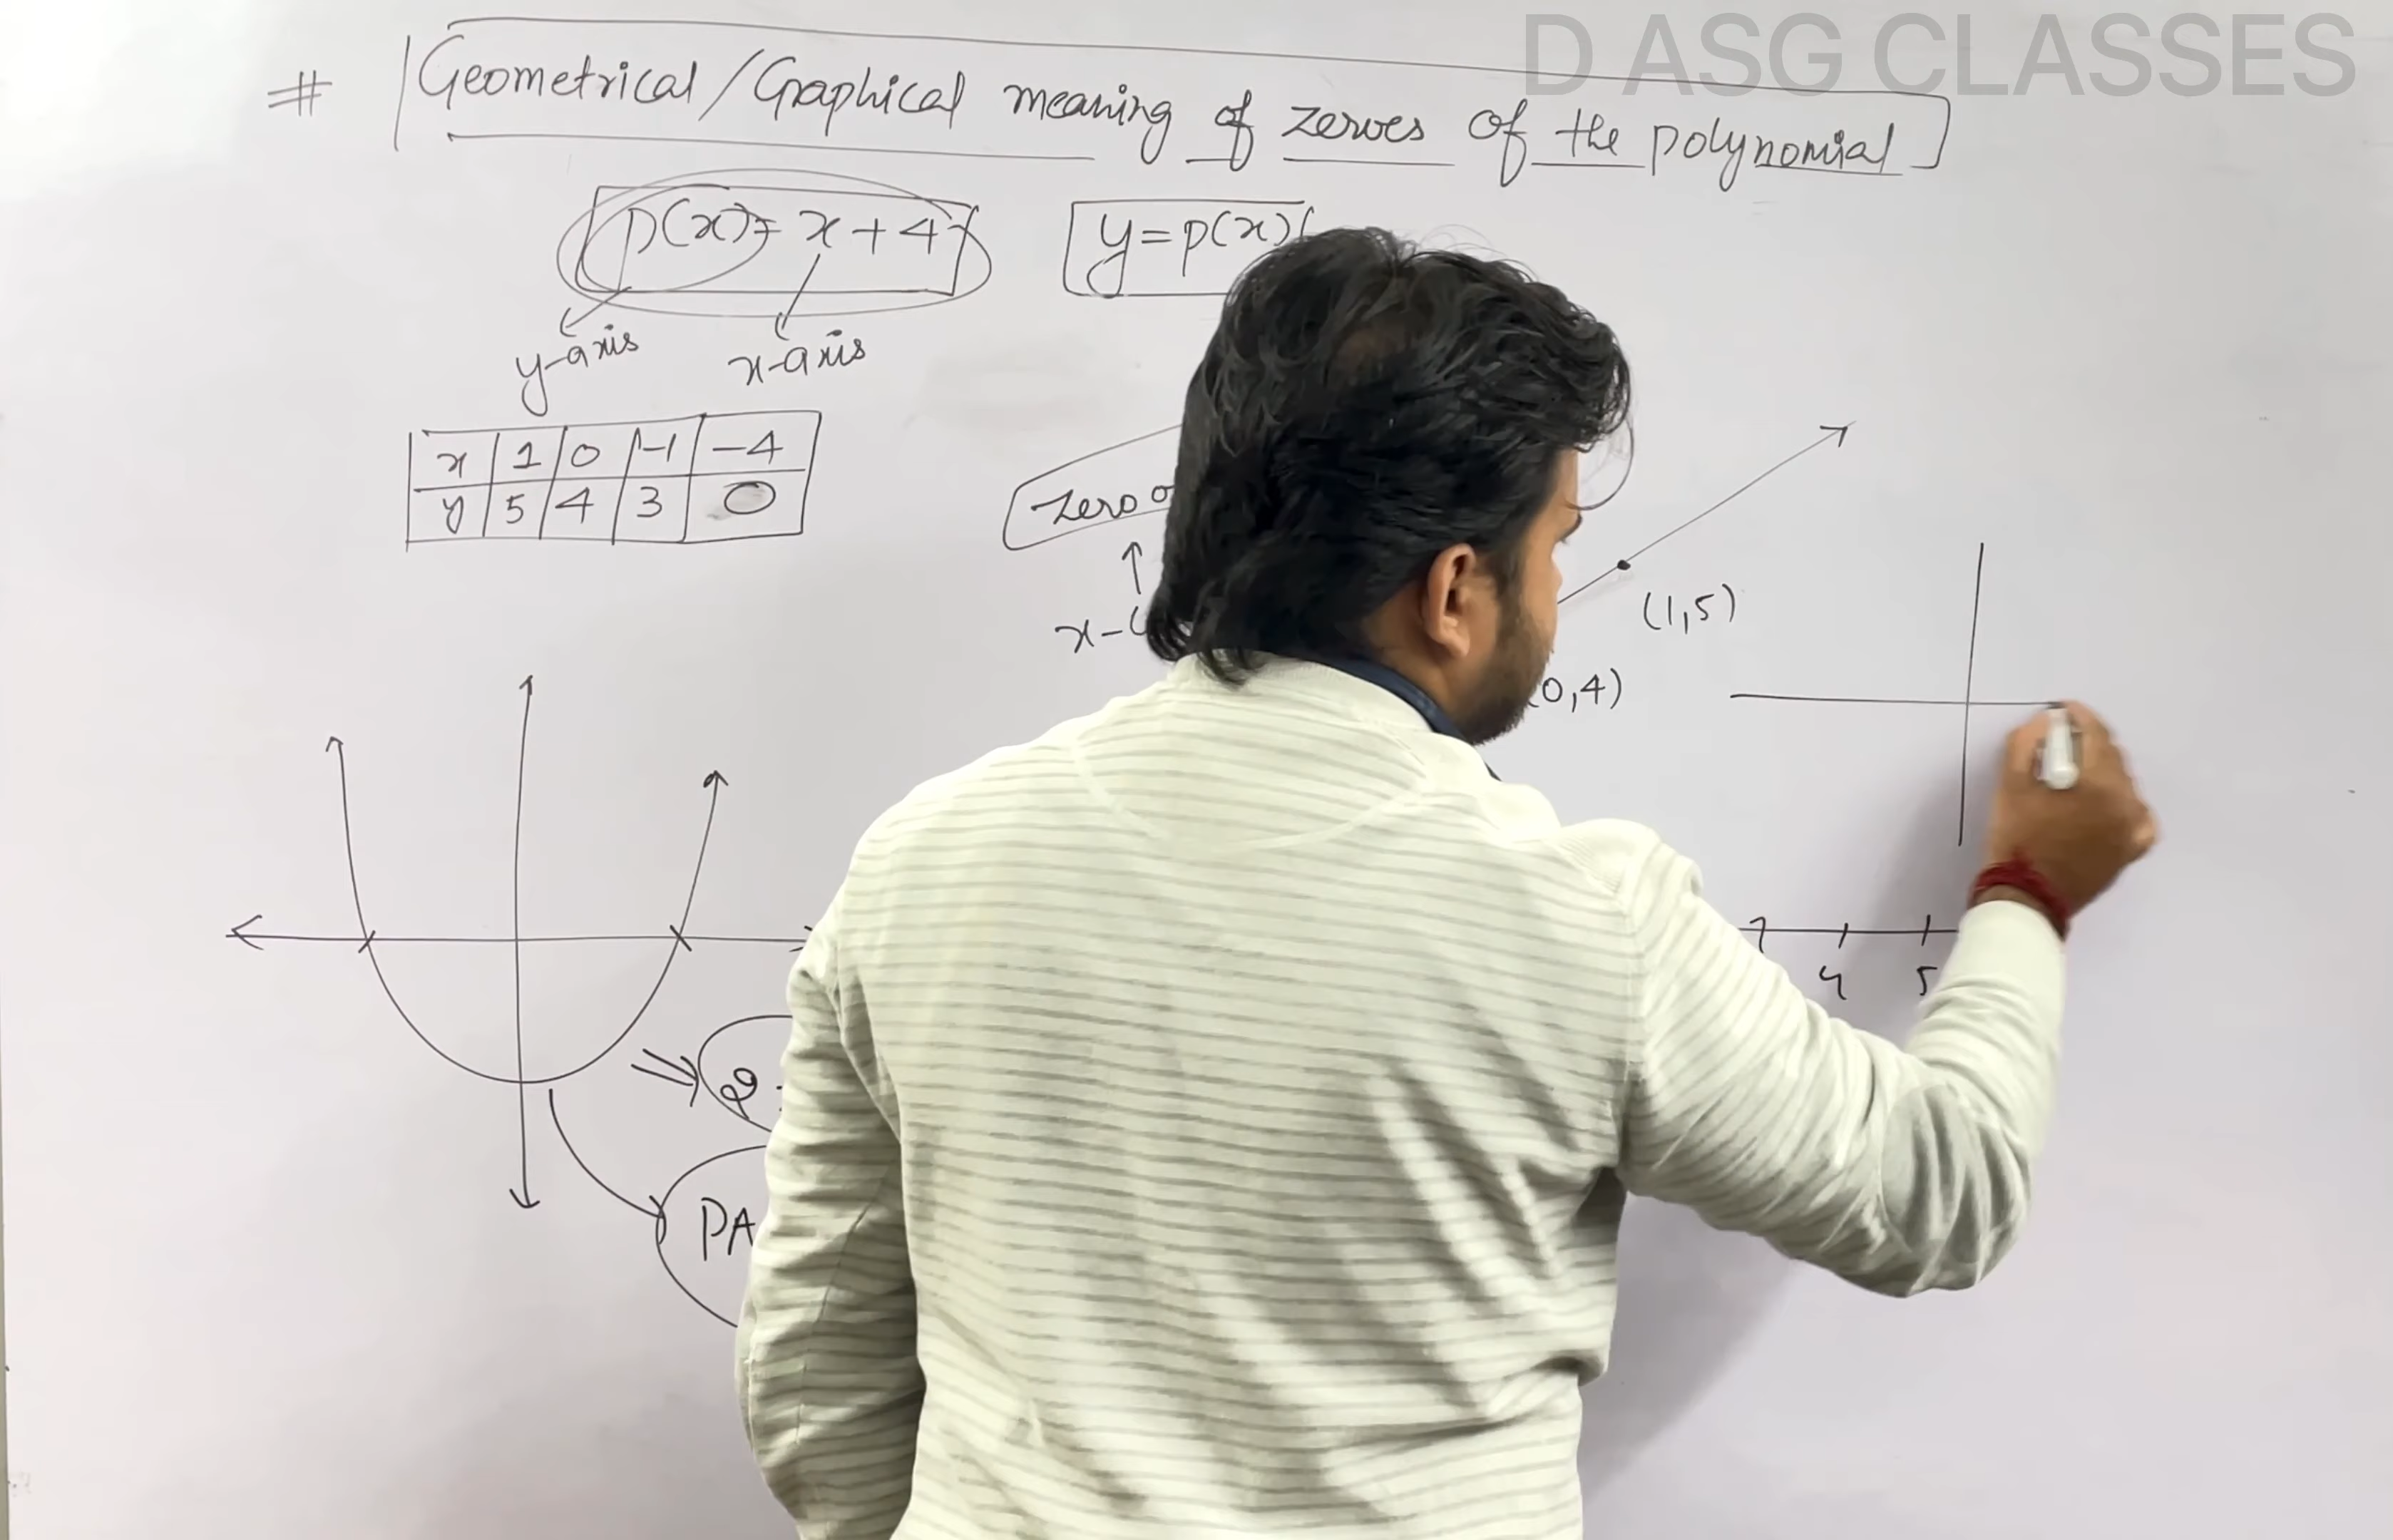 D ASG CLASSES
# Geometrical/Graphical meaning of zeroes of the polynomial
p(x) = x + 4
y = p(x)
y-axis
x-axis
x 1 0 -1 -4
y 5 4 3 0
zero
(1,5)
(0,4)
4 5